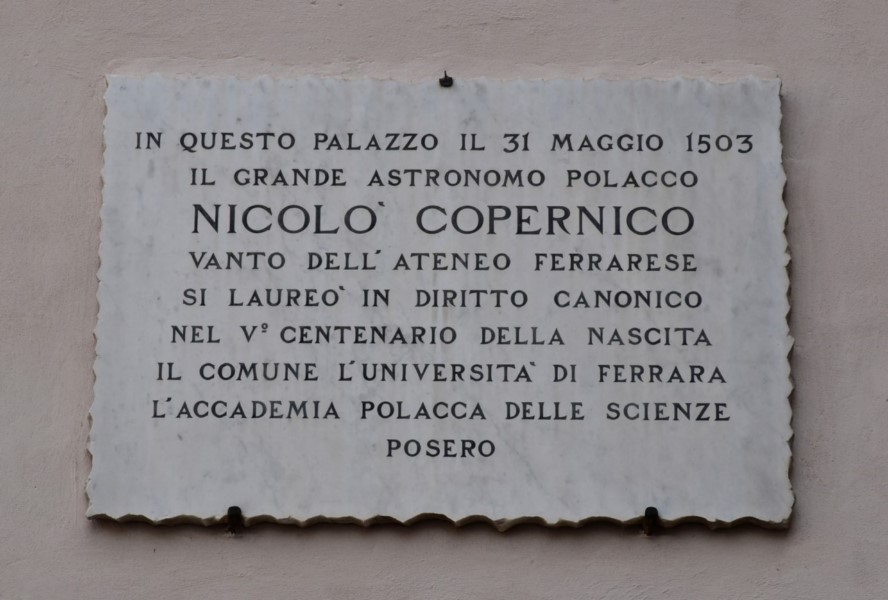 IN QUESTO PALAZZO IL 31 MAGGIO 1503
IL GRANDE ASTRONOMO POLACCO
NICOLO` COPERNICO
VANTO DELL´ ATENEO FERRARESE
SI LAUREO` IN DIRITTO CANONICO
NEL Vº CENTENARIO DELLA NASCITA
IL COMUNE L´UNIVERSITA` DI FERRARA
L´ACCADEMIA POLACCA DELLE SCIENZE
POSERO